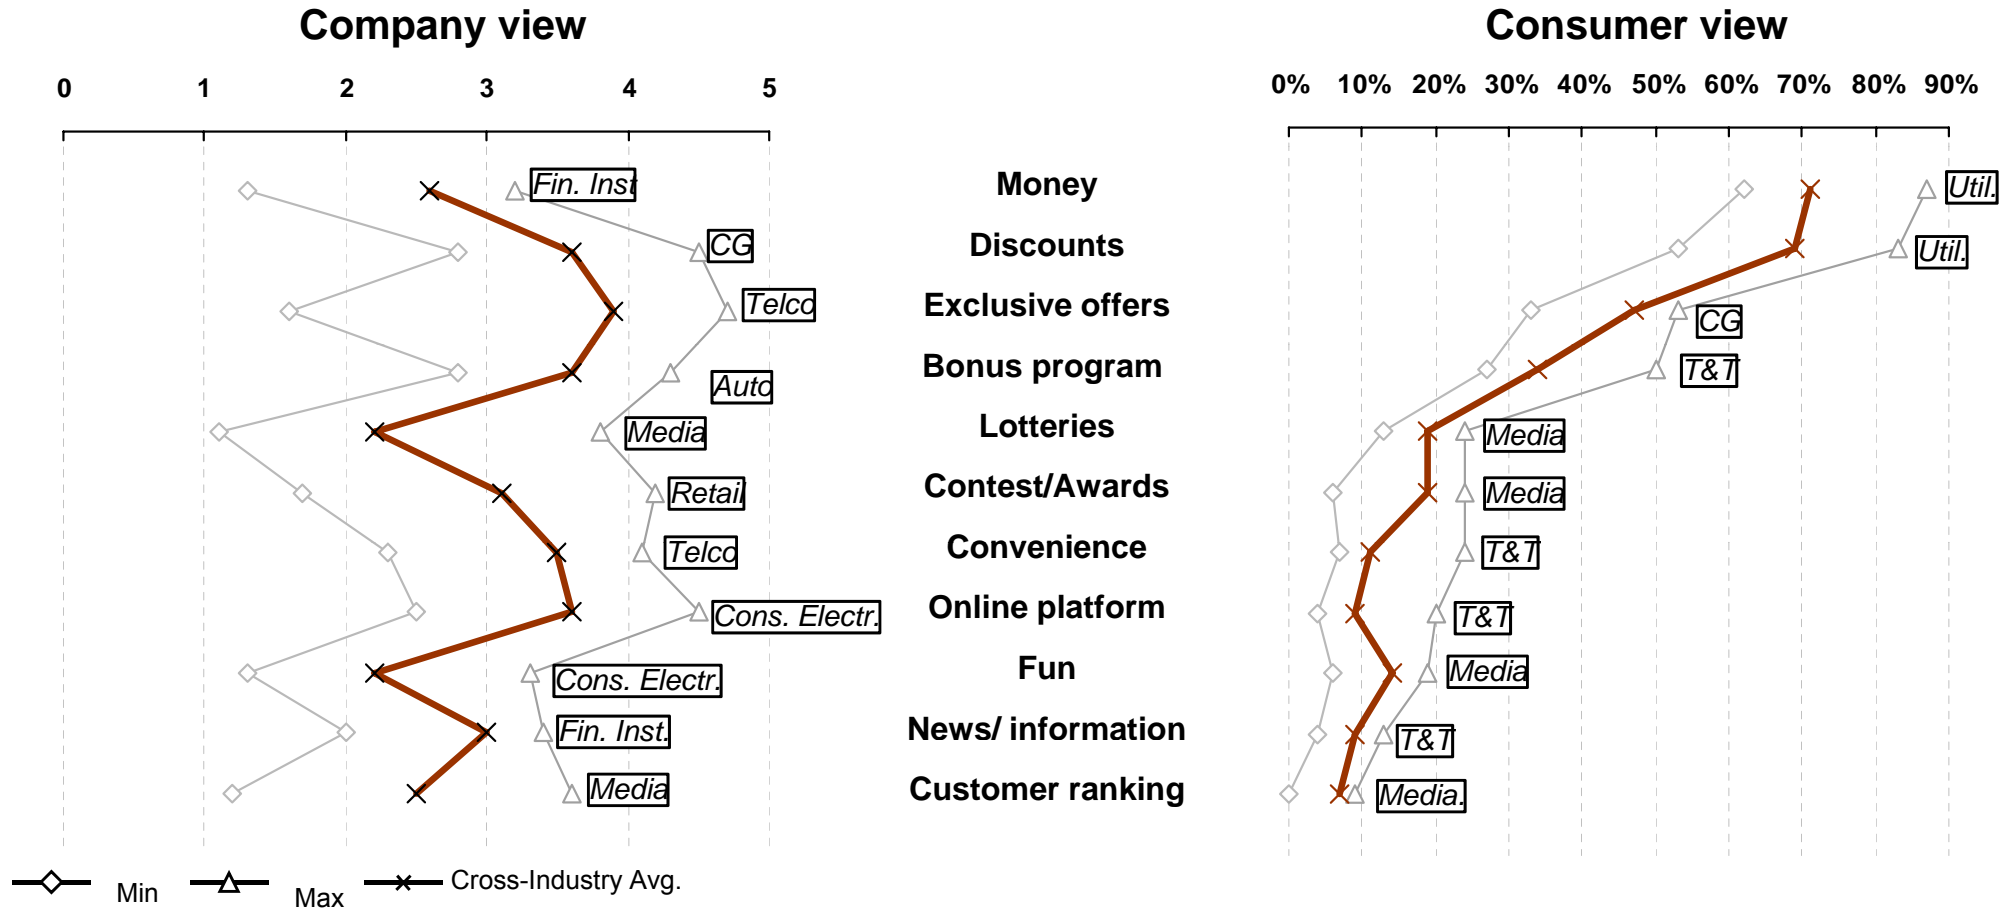 Company view
Consumer view
0 1 2 3 4 5
0% 10% 20% 30% 40% 50% 60% 70% 80% 90%
Fin. Inst Money Util.
CG Discounts Util.
Telco Exclusive offers CG
Auto Bonus program T&T
Media Lotteries Media
Retail Contest/Awards Media
Telco Convenience T&T
Cons. Electr. Online platform T&T
Cons. Electr. Fun Media
Fin. Inst. News/ information T&T
Media Customer ranking Media.
Min Max Cross-Industry Avg.